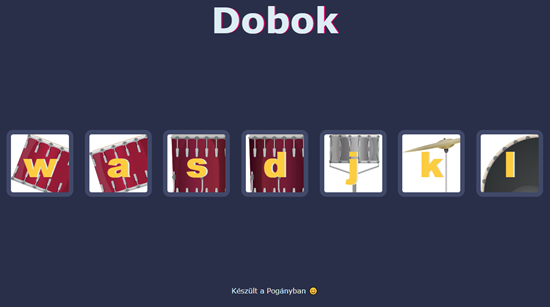 Dobok
w a s d j k l
Készült a Pogányban 😊